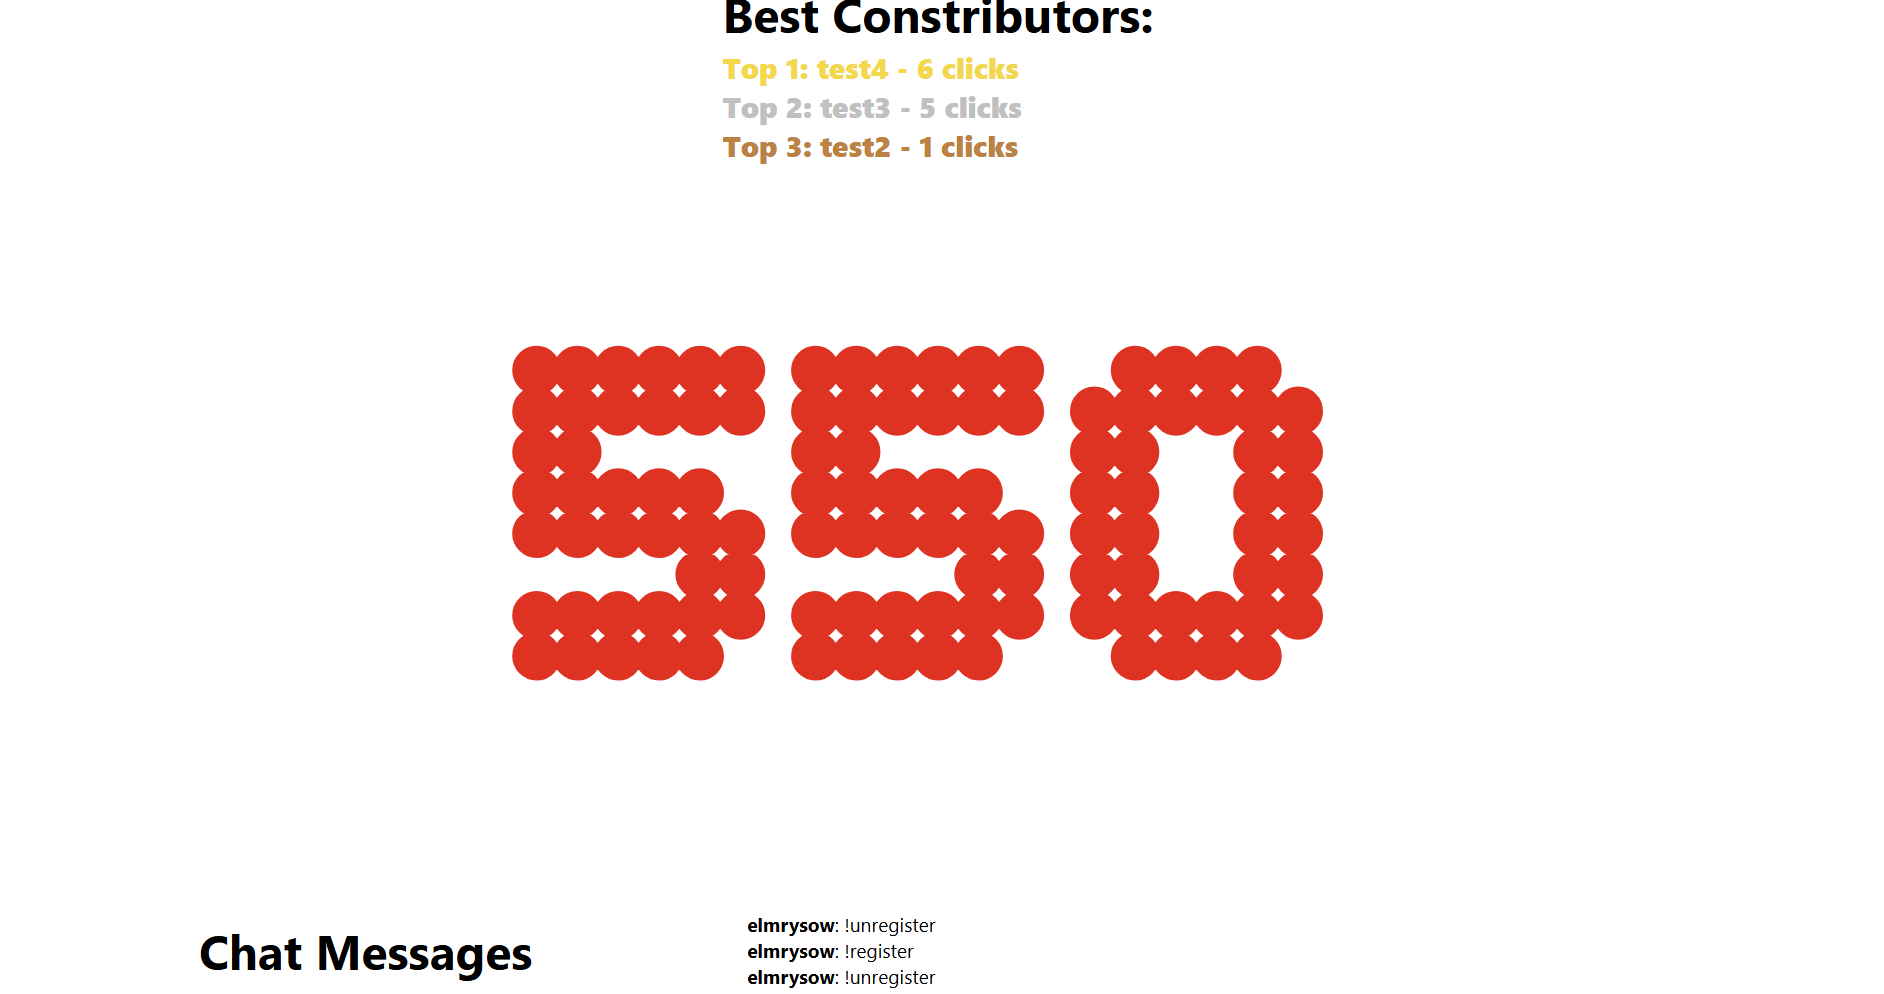 Best Constributors:
Top 1: test4 - 6 clicks
Top 2: test3 - 5 clicks
Top 3: test2 - 1 clicks
550
Chat Messages
elmrysow: !unregister
elmrysow: !register
elmrysow: !unregister